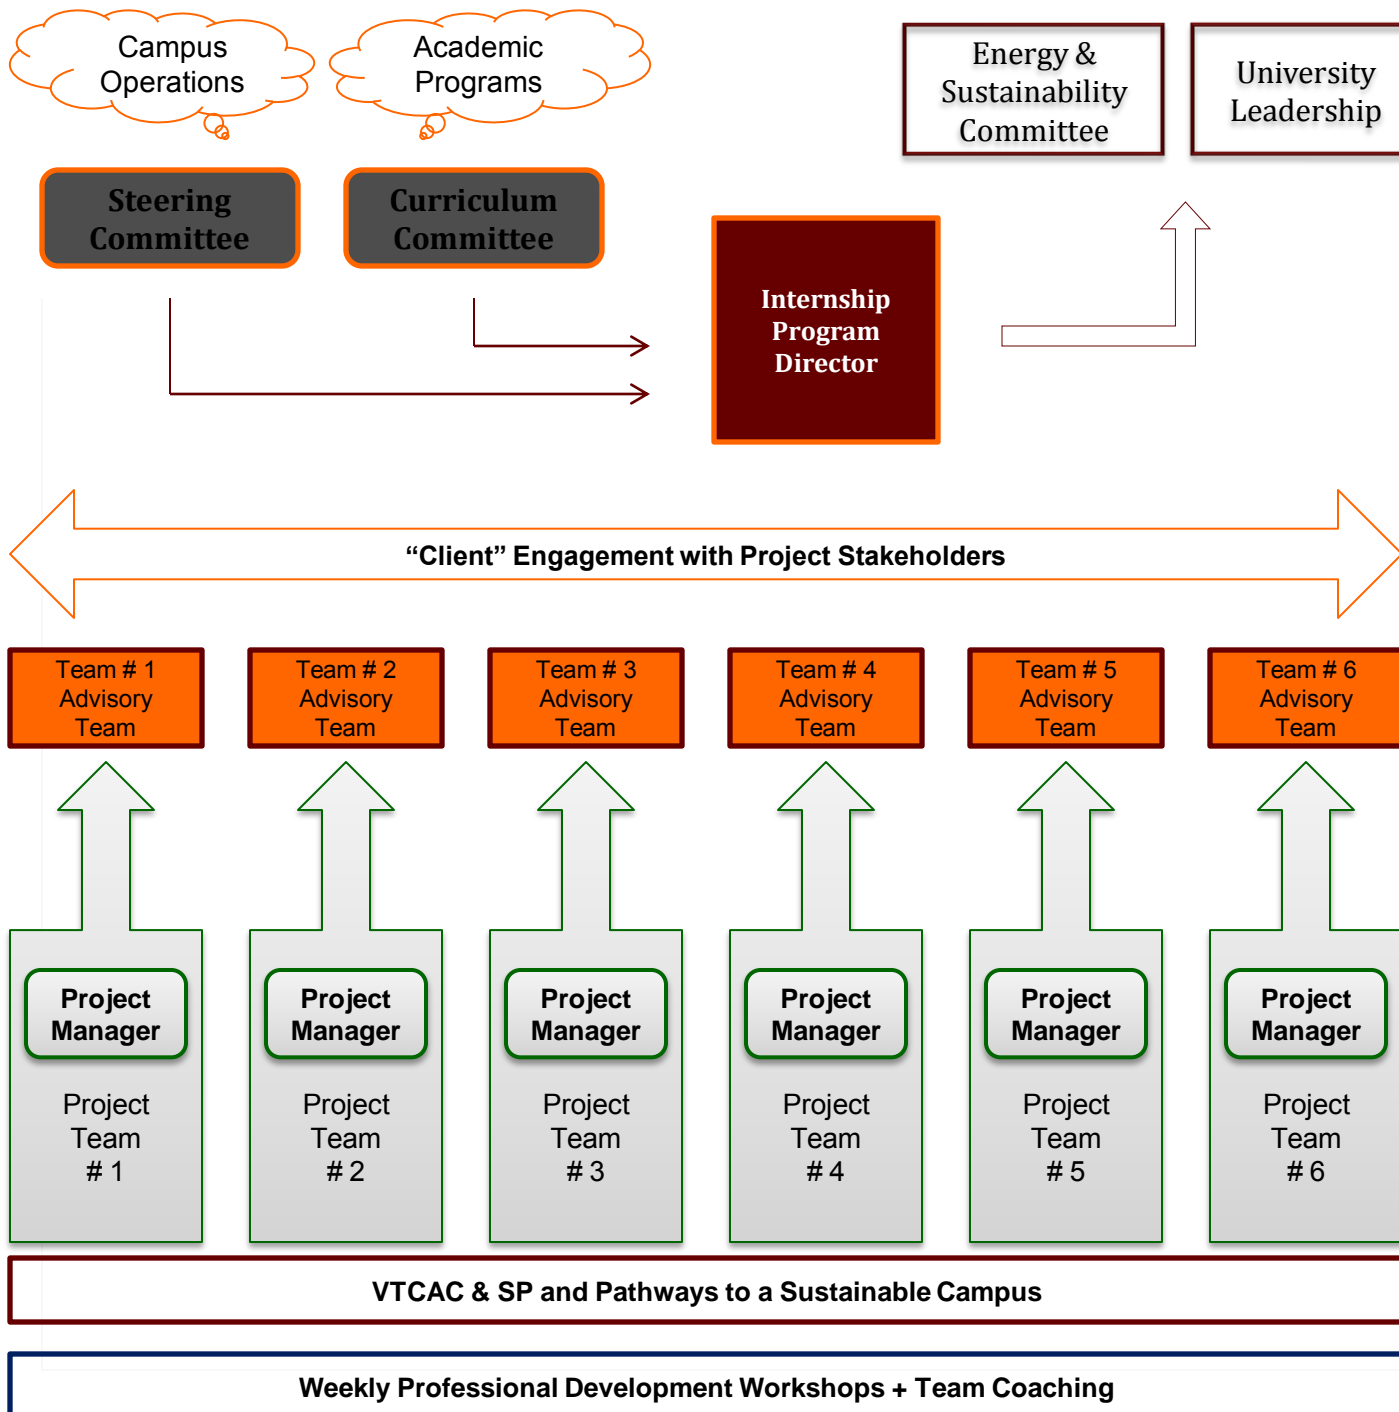 Campus
Operations
Academic
Programs
Energy &
Sustainability
Committee
University
Leadership
Steering
Committee
Curriculum
Committee
Internship
Program
Director
“Client” Engagement with Project Stakeholders
Team # 1
Advisory
Team
Team # 2
Advisory
Team
Team # 3
Advisory
Team
Team # 4
Advisory
Team
Team # 5
Advisory
Team
Team # 6
Advisory
Team
Project
Manager
Project
Team
# 1
Project
Manager
Project
Team
# 2
Project
Manager
Project
Team
# 3
Project
Manager
Project
Team
# 4
Project
Manager
Project
Team
# 5
Project
Manager
Project
Team
# 6
VTCAC & SP and Pathways to a Sustainable Campus
Weekly Professional Development Workshops + Team Coaching